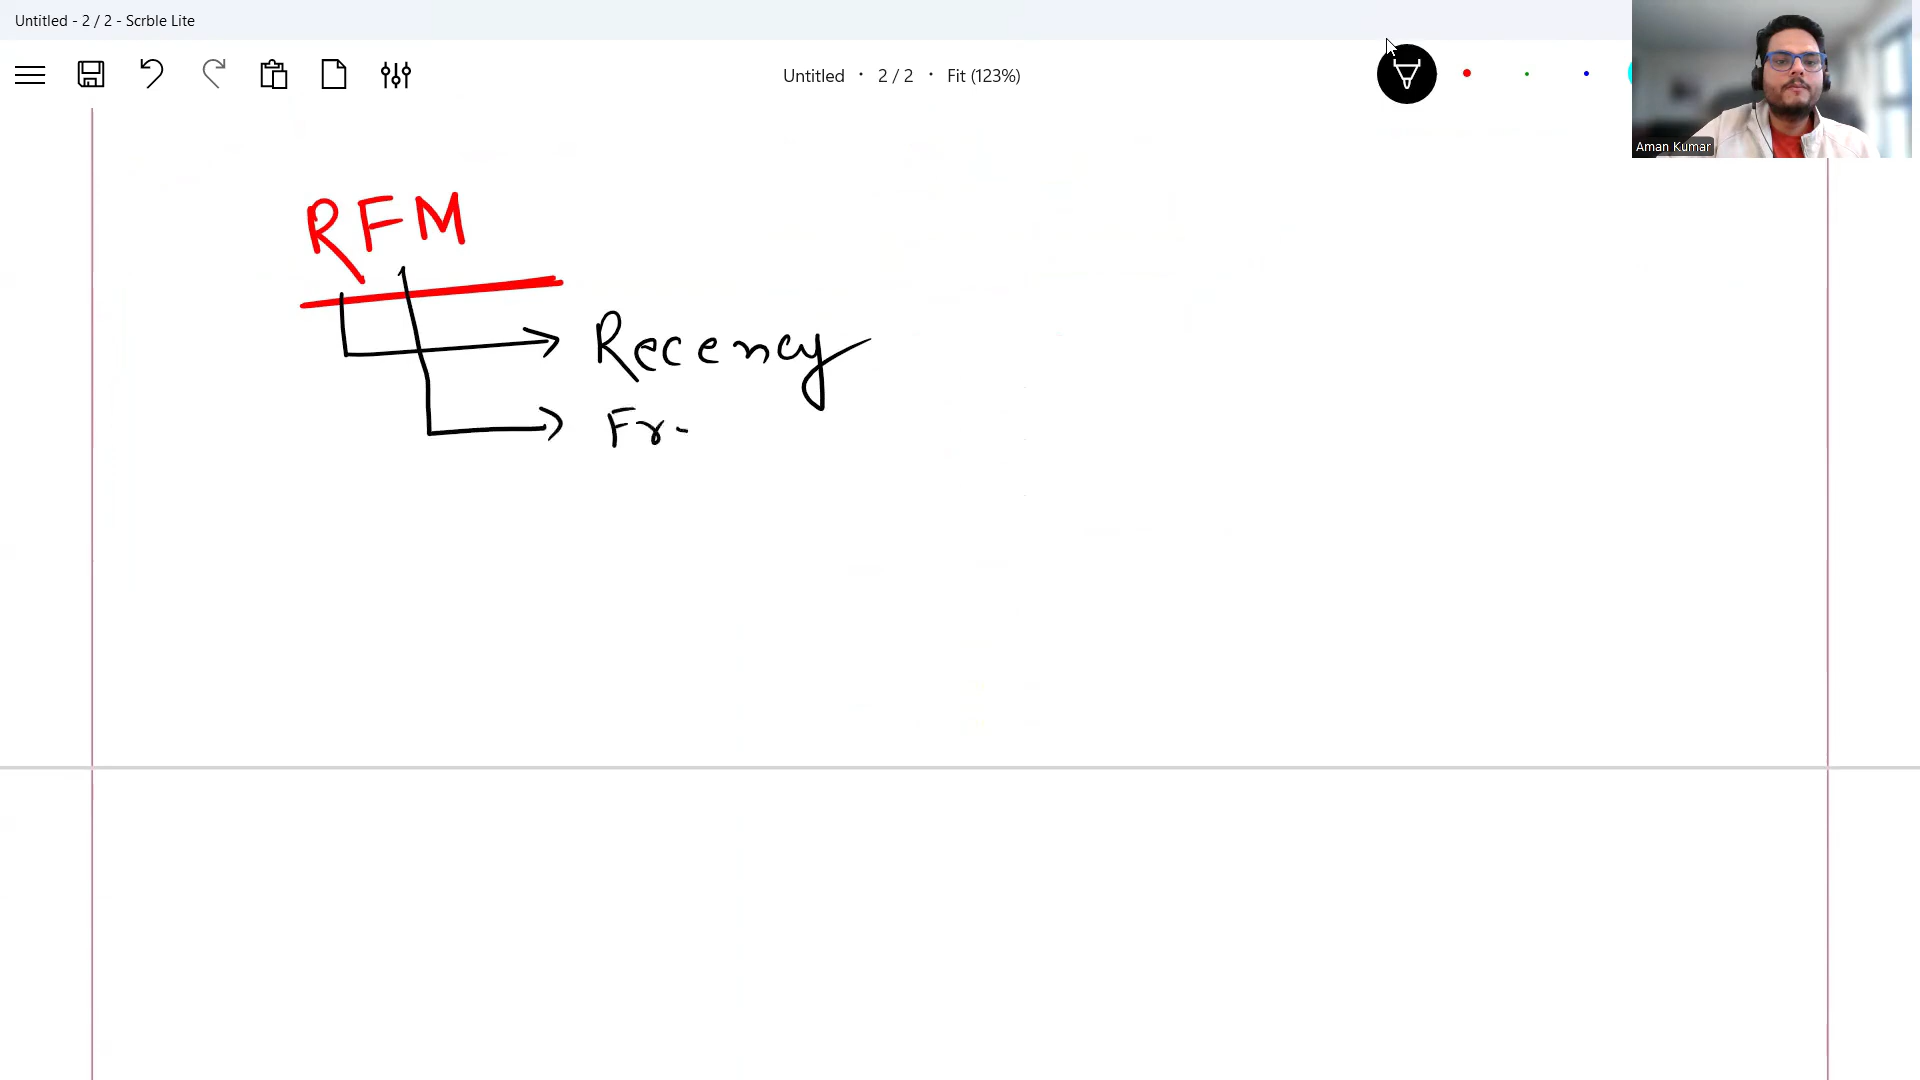 Untitled - 2 / 2 - Scrble Lite
Untitled • 2 / 2 • Fit (123%)
Aman Kumar
RFM
Recency
Fr-